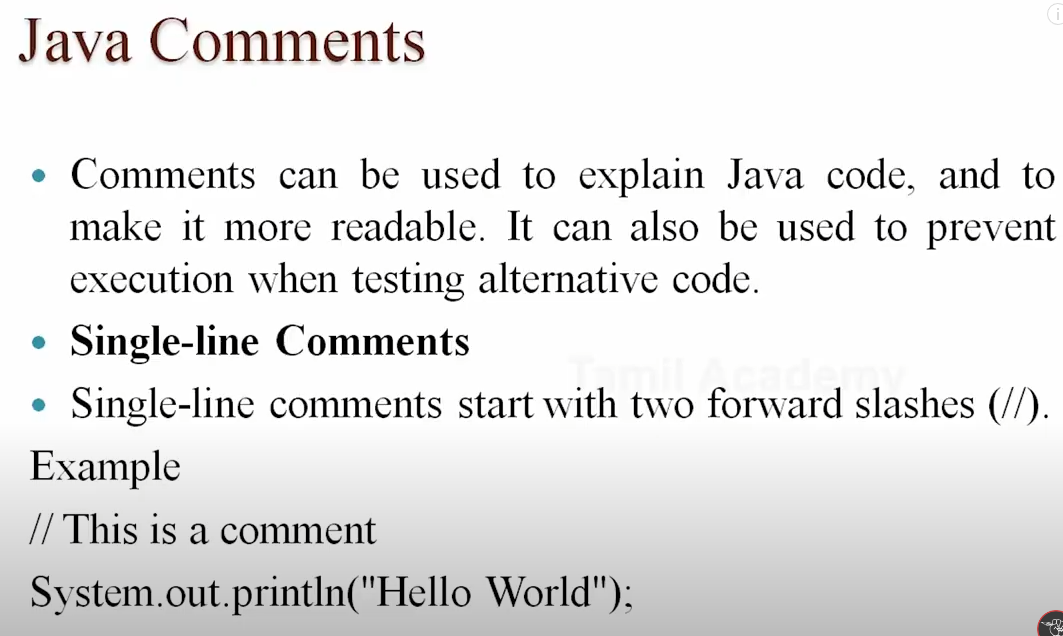 Java Comments
• Comments can be used to explain Java code, and to
make it more readable. It can also be used to prevent
execution when testing alternative code.
• Single-line Comments
Tamil Academy
• Single-line comments start with two forward slashes (//).
Example
// This is a comment
System.out.println("Hello World");